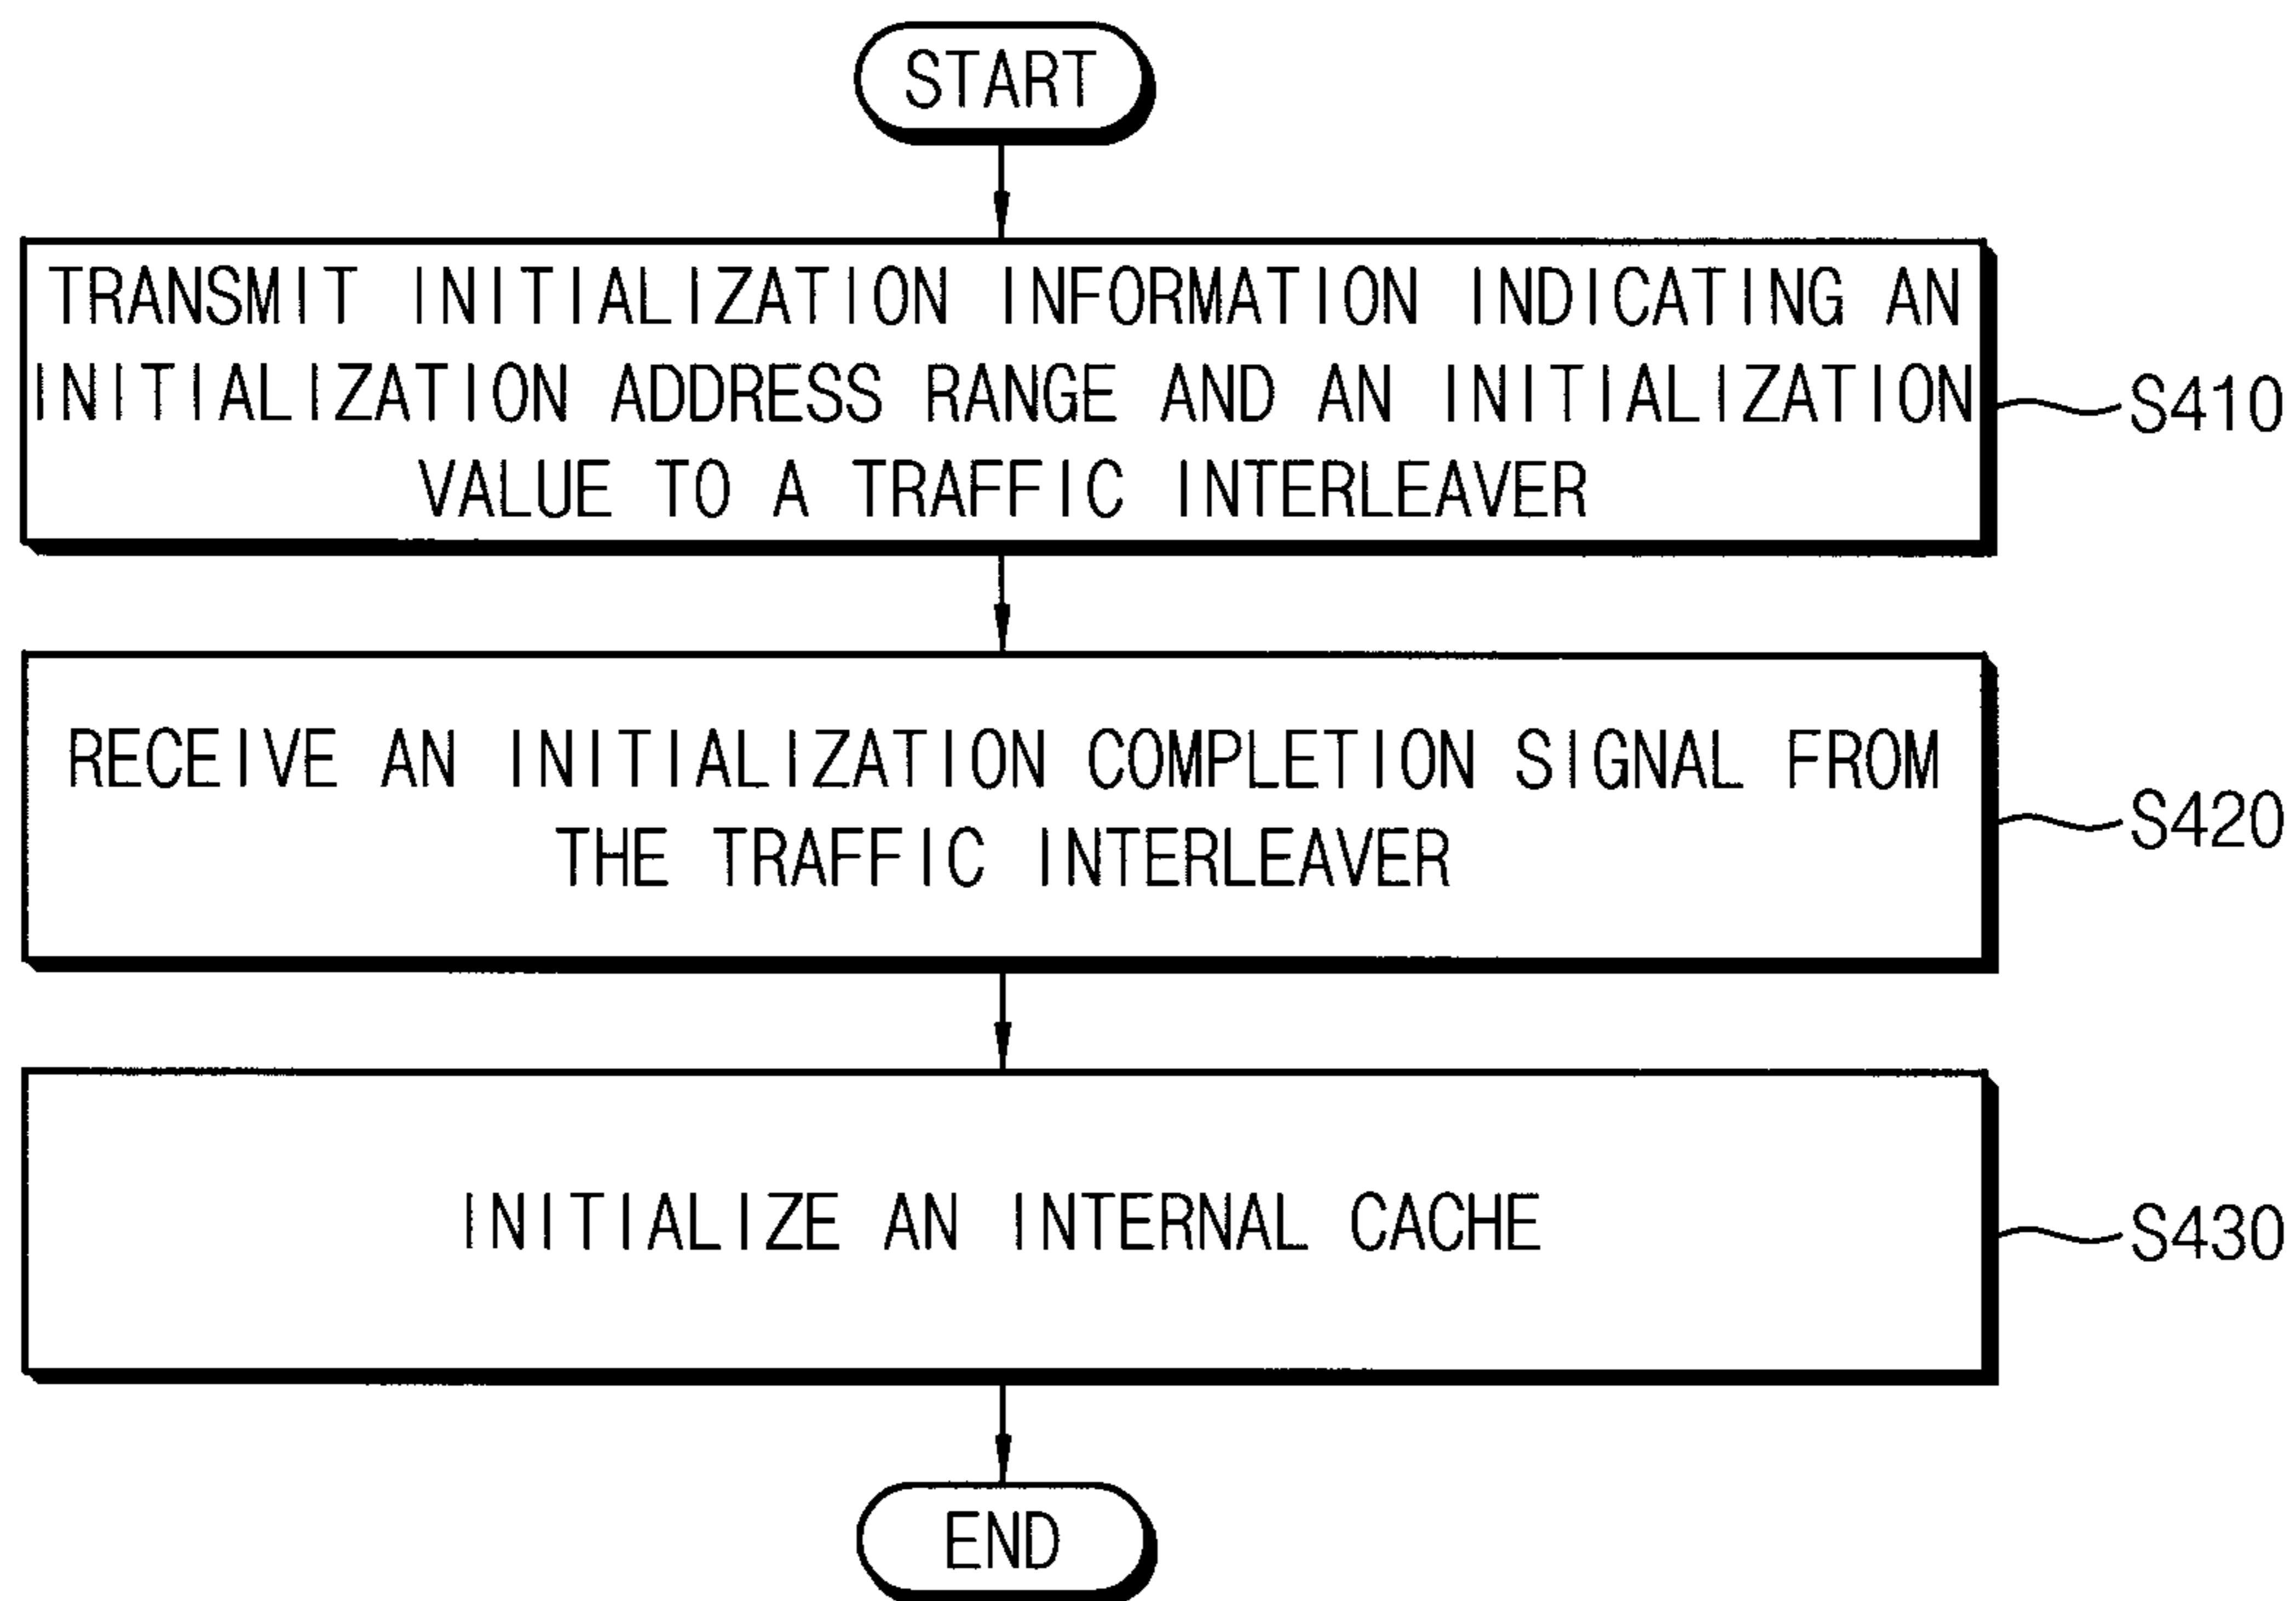 START
TRANSMIT INITIALIZATION INFORMATION INDICATING AN
INITIALIZATION ADDRESS RANGE AND AN INITIALIZATION
VALUE TO A TRAFFIC INTERLEAVER
S410
RECEIVE AN INITIALIZATION COMPLETION SIGNAL FROM
THE TRAFFIC INTERLEAVER
S420
INITIALIZE AN INTERNAL CACHE
S430
END